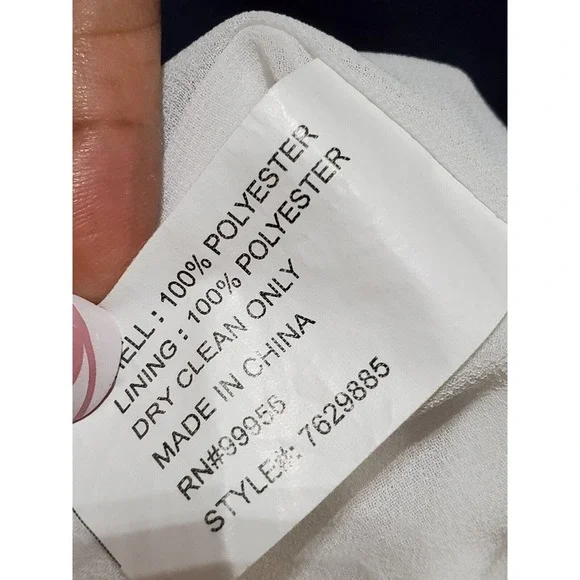 HELL : 100% POLYESTER
LINING : 100% POLYESTER
DRY CLEAN ONLY
MADE IN CHINA
RN#99956
STYLE#: 7629885